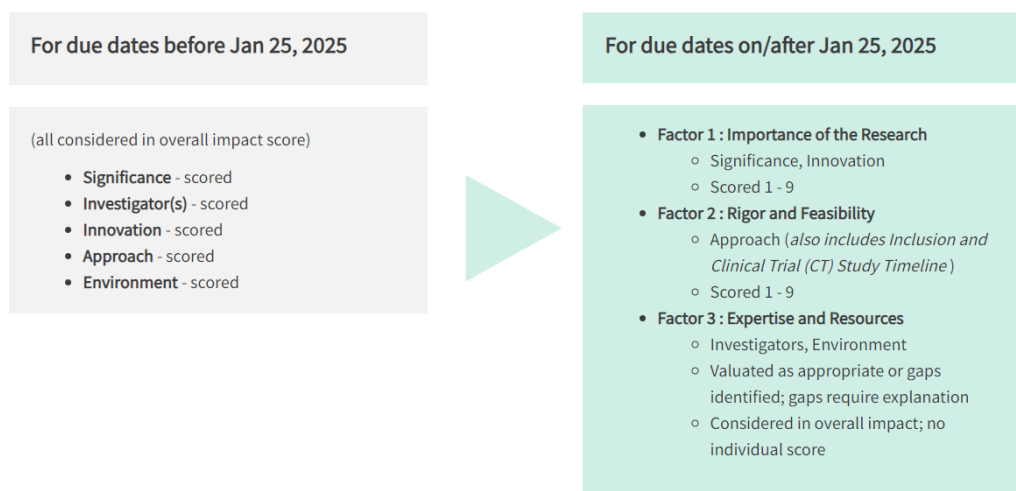 For due dates before Jan 25, 2025
(all considered in overall impact score)
• Significance - scored
• Investigator(s) - scored
• Innovation - scored
• Approach - scored
• Environment - scored
For due dates on/after Jan 25, 2025
• Factor 1 : Importance of the Research
○ Significance, Innovation
○ Scored 1 - 9
• Factor 2 : Rigor and Feasibility
○ Approach (also includes Inclusion and
Clinical Trial (CT) Study Timeline )
○ Scored 1 - 9
• Factor 3 : Expertise and Resources
○ Investigators, Environment
○ Valuated as appropriate or gaps
identified; gaps require explanation
○ Considered in overall impact; no
individual score